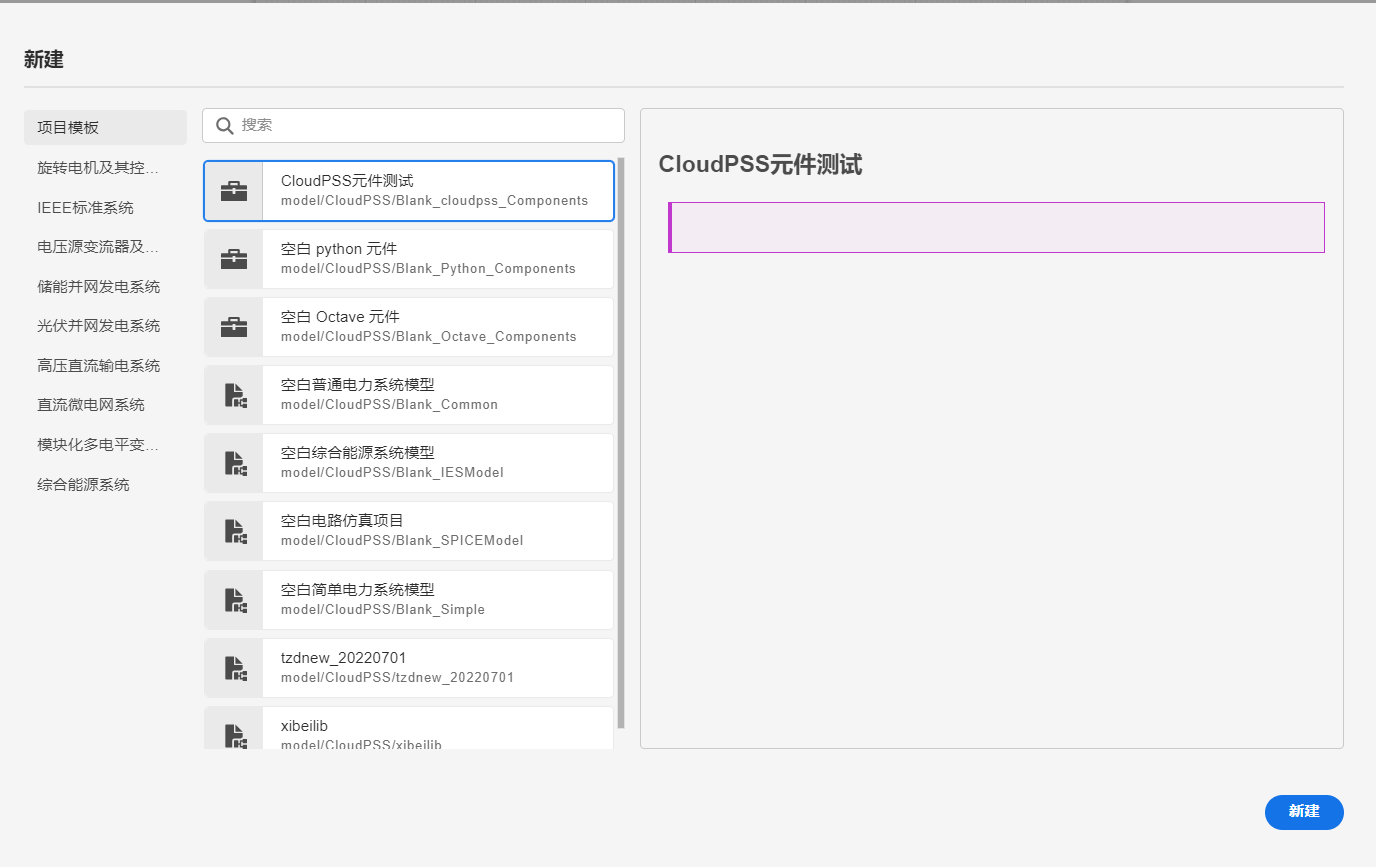 新建
项目模板
旋转电机及其控...
IEEE标准系统
电压源变流器及...
储能并网发电系统
光伏并网发电系统
高压直流输电系统
直流微电网系统
模块化多电平变...
综合能源系统
搜索
CloudPSS元件测试
model/CloudPSS/Blank_cloudpss_Components
空白 python 元件
model/CloudPSS/Blank_Python_Components
空白 Octave 元件
model/CloudPSS/Blank_Octave_Components
空白普通电力系统模型
model/CloudPSS/Blank_Common
空白综合能源系统模型
model/CloudPSS/Blank_IESModel
空白电路仿真项目
model/CloudPSS/Blank_SPICEModel
空白简单电力系统模型
model/CloudPSS/Blank_Simple
tzdnew_20220701
model/CloudPSS/tzdnew_20220701
xibeilib
model/CloudPSS/xibeilib
CloudPSS元件测试
新建